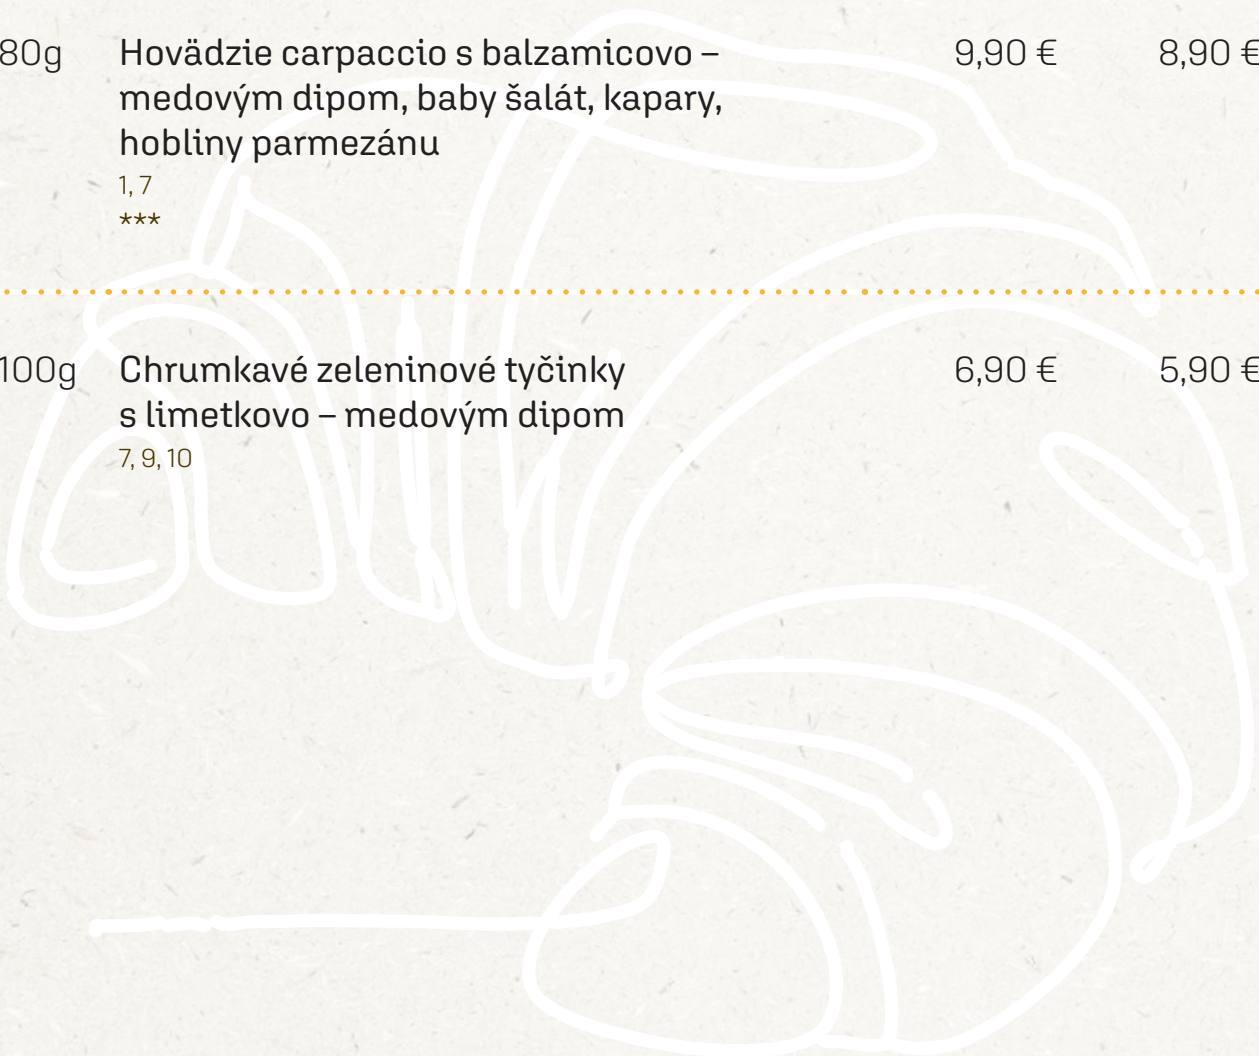 80g Hovädzie carpaccio s balzamicovo – 9,90 € 8,90 €
medovým dipom, baby šalát, kapary,
hobliny parmezánu
1, 7
***
100g Chrumkavé zeleninové tyčinky 6,90 € 5,90 €
s limetkovo – medovým dipom
7, 9, 10